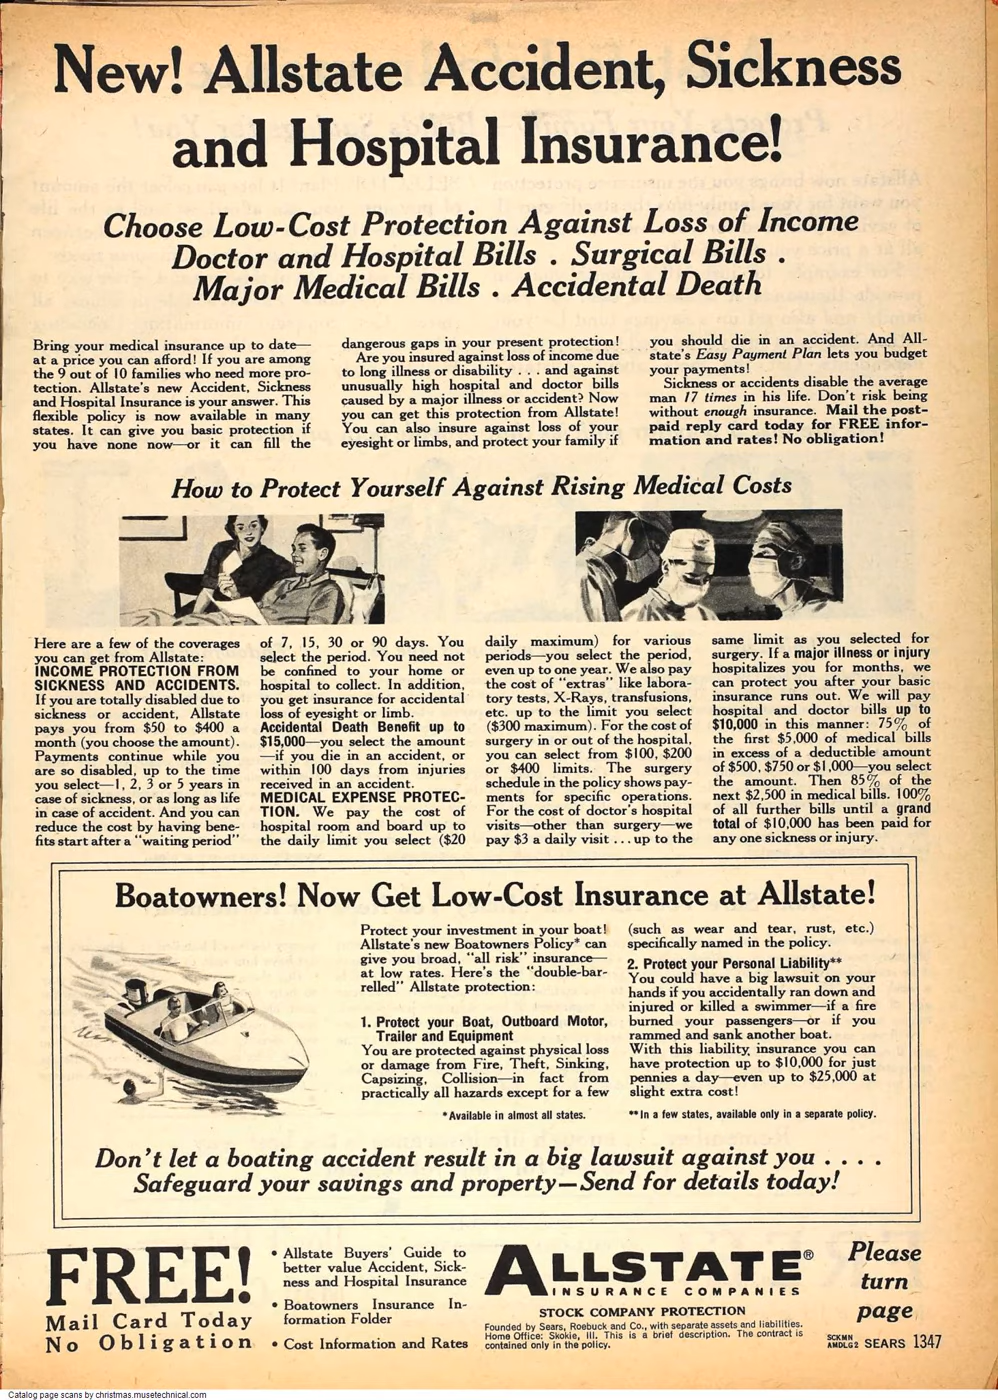 New! Allstate Accident, Sickness
and Hospital Insurance!
Choose Low-Cost Protection Against Loss of Income
Doctor and Hospital Bills . Surgical Bills .
Major Medical Bills . Accidental Death
Bring your medical insurance up to date—
at a price you can afford! If you are among
the 9 out of 10 families who need more pro-
tection. Allstate's new Accident, Sickness
and Hospital Insurance is your answer. This
flexible policy is now available in many
states. It can give you basic protection if
you have none now—or it can fill the
dangerous gaps in your present protection!
Are you insured against loss of income due
to long illness or disability . . . and against
unusually high hospital and doctor bills
caused by a major illness or accident? Now
you can get this protection from Allstate!
You can also insure against loss of your
eyesight or limbs, and protect your family if
you should die in an accident. And All-
state's Easy Payment Plan lets you budget
your payments!
Sickness or accidents disable the average
man 17 times in his life. Don't risk being
without enough insurance. Mail the post-
paid reply card today for FREE infor-
mation and rates! No obligation!
How to Protect Yourself Against Rising Medical Costs
Here are a few of the coverages
you can get from Allstate:
INCOME PROTECTION FROM
SICKNESS AND ACCIDENTS.
If you are totally disabled due to
sickness or accident, Allstate
pays you from $50 to $400 a
month (you choose the amount).
Payments continue while you
are so disabled, up to the time
you select—1, 2, 3 or 5 years in
case of sickness, or as long as life
in case of accident. And you can
reduce the cost by having bene-
fits start after a "waiting period"
of 7, 15, 30 or 90 days. You
select the period. You need not
be confined to your home or
hospital to collect. In addition,
you get insurance for accidental
loss of eyesight or limb.
Accidental Death Benefit up to
$15,000—you select the amount
—if you die in an accident, or
within 100 days from injuries
received in an accident.
MEDICAL EXPENSE PROTEC-
TION. We pay the cost of
hospital room and board up to
the daily limit you select ($20
daily maximum) for various
periods—you select the period,
even up to one year. We also pay
the cost of "extras" like labora-
tory tests, X-Rays, transfusions,
etc. up to the limit you select
($300 maximum). For the cost of
surgery in or out of the hospital,
you can select from $100, $200
or $400 limits. The surgery
schedule in the policy shows pay-
ments for specific operations.
For the cost of doctor's hospital
visits—other than surgery—we
pay $3 a daily visit . . . up to the
same limit as you selected for
surgery. If a major illness or injury
hospitalizes you for months, we
can protect you after your basic
insurance runs out. We will pay
hospital and doctor bills up to
$10,000 in this manner: 75% of
the first $5,000 of medical bills
in excess of a deductible amount
of $500, $750 or $1,000—you select
the amount. Then 85% of the
next $2,500 in medical bills. 100%
of all further bills until a grand
total of $10,000 has been paid for
any one sickness or injury.
Boatowners! Now Get Low-Cost Insurance at Allstate!
Protect your investment in your boat!
Allstate's new Boatowners Policy* can
give you broad, "all risk" insurance—
at low rates. Here's the "double-bar-
relled" Allstate protection:
1. Protect your Boat, Outboard Motor,
Trailer and Equipment
You are protected against physical loss
or damage from Fire, Theft, Sinking,
Capsizing, Collision—in fact from
practically all hazards except for a few
*Available in almost all states.
(such as wear and tear, rust, etc.)
specifically named in the policy.
2. Protect your Personal Liability**
You could have a big lawsuit on your
hands if you accidentally ran down and
injured or killed a swimmer—if a fire
burned your passengers—or if you
rammed and sank another boat.
With this liability insurance you can
have protection up to $10,000 for just
pennies a day—even up to $25,000 at
slight extra cost!
**In a few states, available only in a separate policy.
Don't let a boating accident result in a big lawsuit against you . . . .
Safeguard your savings and property—Send for details today!
FREE!
Mail Card Today
No Obligation
• Allstate Buyers' Guide to
better value Accident, Sick-
ness and Hospital Insurance
• Boatowners Insurance In-
formation Folder
• Cost Information and Rates
ALLSTATE®
INSURANCE COMPANIES
STOCK COMPANY PROTECTION
Founded by Sears, Roebuck and Co., with separate assets and liabilities.
Home Office: Skokie, Ill. This is a brief description. The contract is
contained only in the policy.
Please
turn
page
SCKMN
AMDLG2 SEARS 1347
Catalog page scans by christmas.musetechnical.com